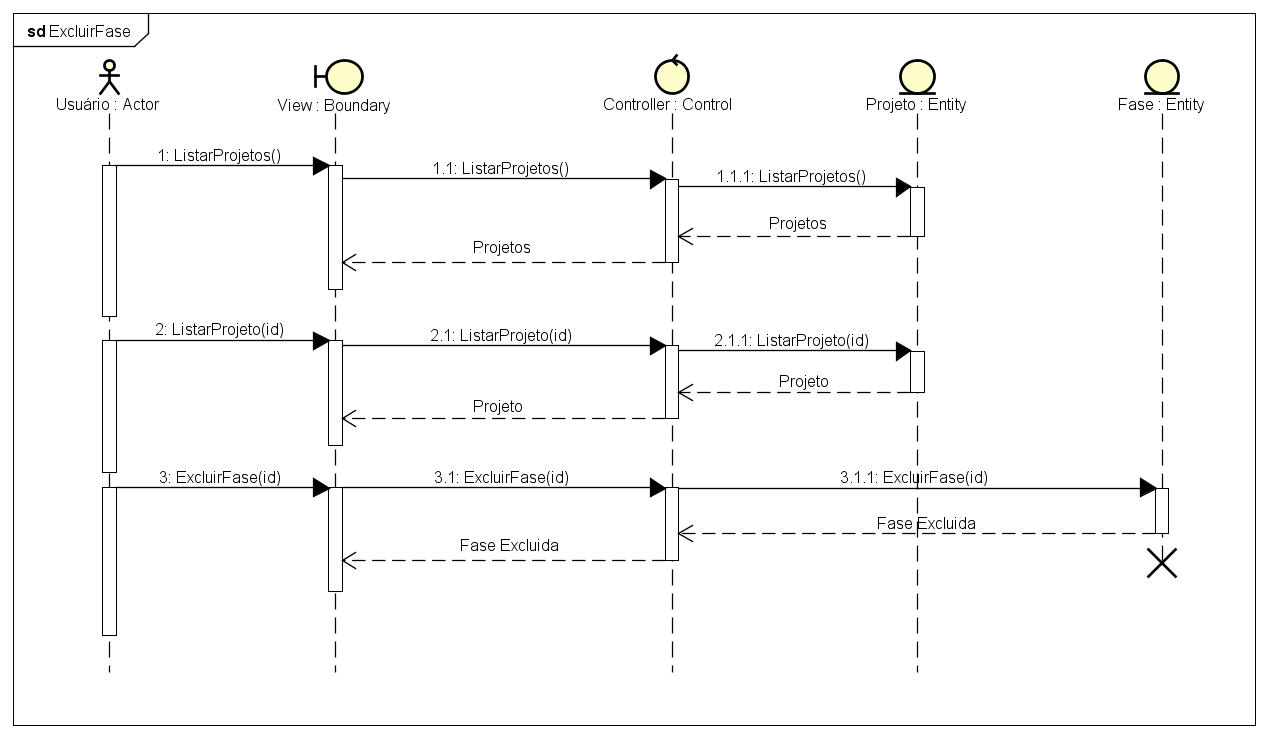 sd ExcluirFase
Usuário : Actor
View : Boundary
Controller : Control
Projeto : Entity
Fase : Entity
1: ListarProjetos()
1.1: ListarProjetos()
1.1.1: ListarProjetos()
Projetos
Projetos
2: ListarProjeto(id)
2.1: ListarProjeto(id)
2.1.1: ListarProjeto(id)
Projeto
Projeto
3: ExcluirFase(id)
3.1: ExcluirFase(id)
3.1.1: ExcluirFase(id)
Fase Excluida
Fase Excluida